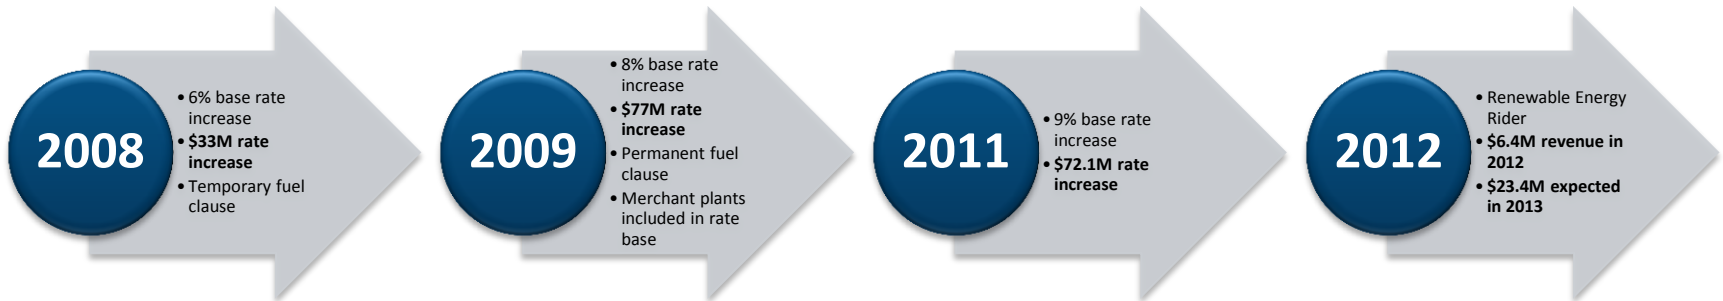 2008
• 6% base rate
increase
• $33M rate
increase
• Temporary fuel
clause
2009
• 8% base rate
increase
• $77M rate
increase
• Permanent fuel
clause
• Merchant plants
included in rate
base
2011
• 9% base rate
increase
• $72.1M rate
increase
2012
• Renewable Energy
Rider
• $6.4M revenue in
2012
• $23.4M expected
in 2013